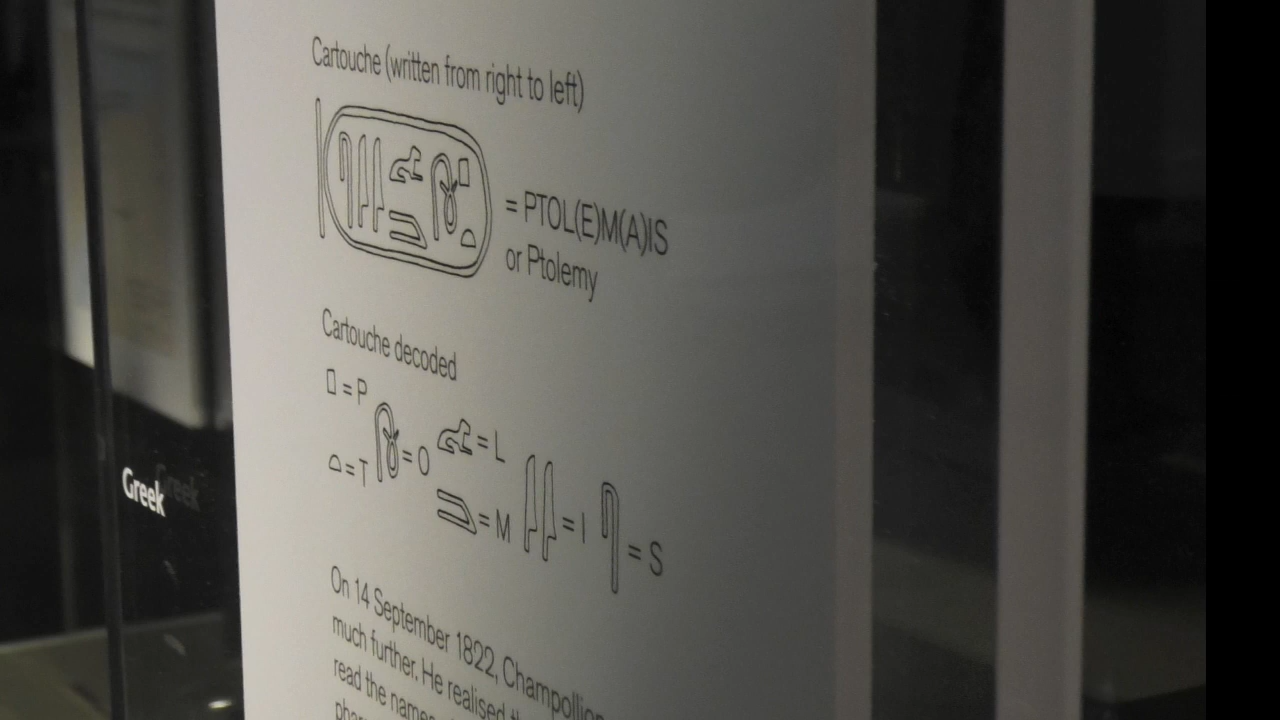 Cartouche (written from right to left)
= PTOL(E)M(A)IS
or Ptolemy
Cartouche decoded
= P
= T
= O
= L
= M
= I
= S
On 14 September 1822, Champollion
much further. He realised
read the names
Greek